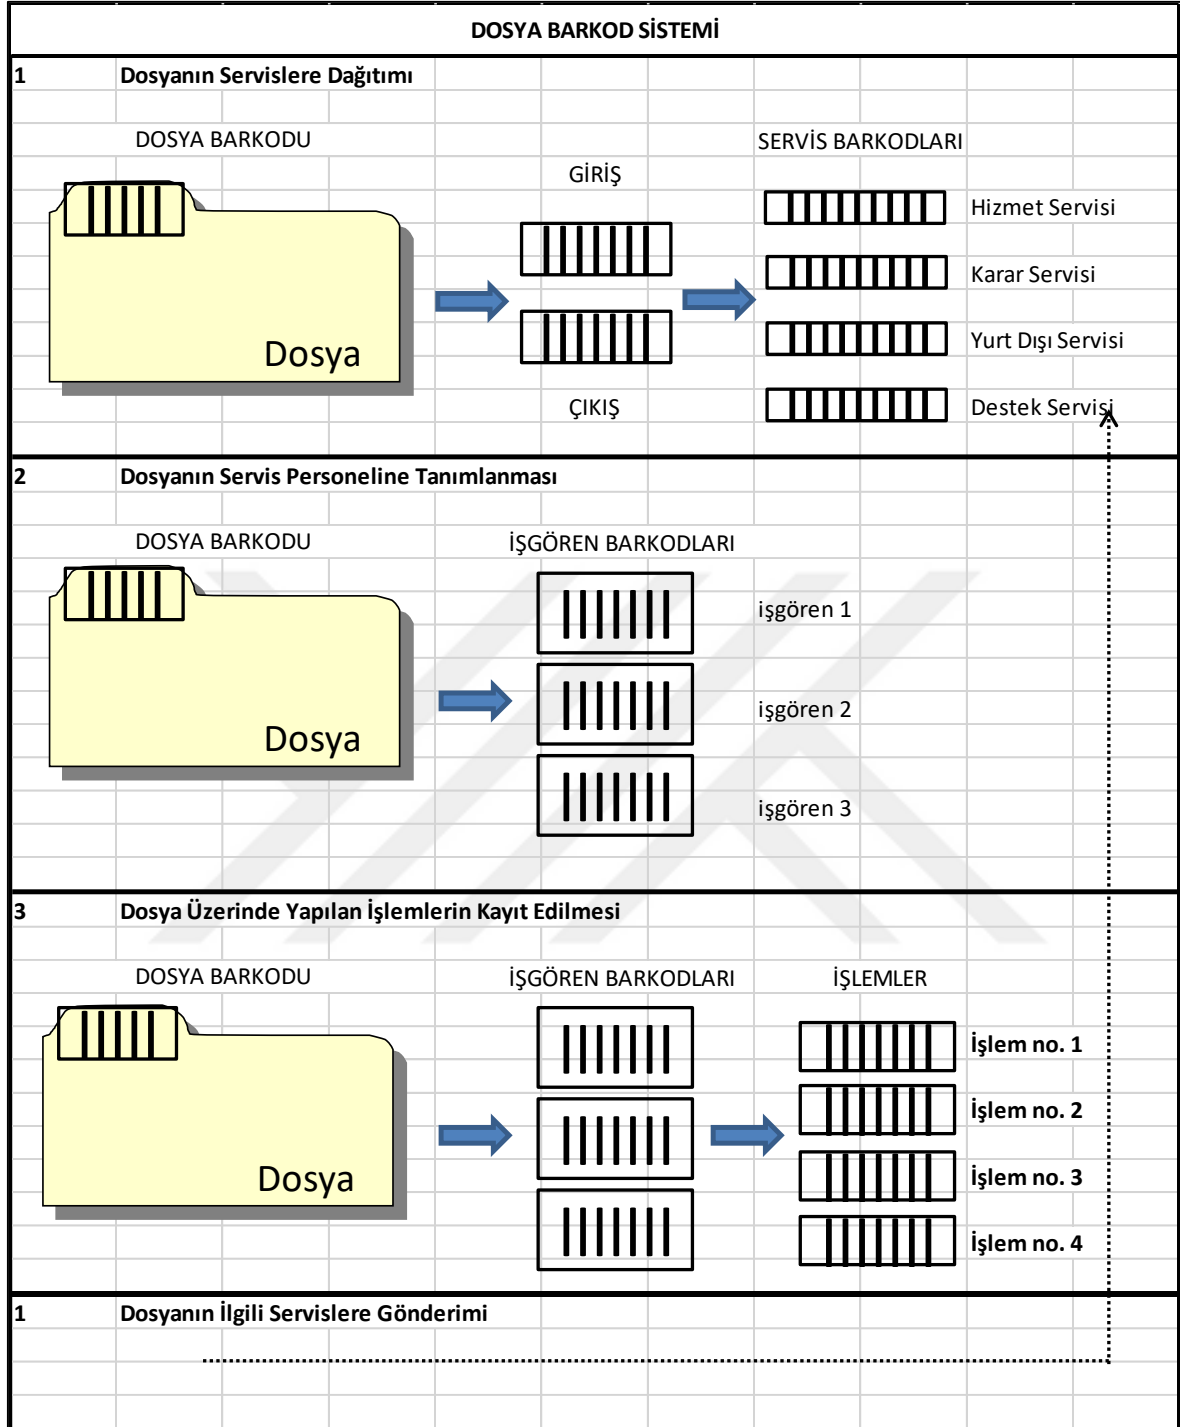 DOSYA BARKOD SİSTEMİ
1 Dosyanın Servislere Dağıtımı
DOSYA BARKODU
SERVİS BARKODLARI
GİRİŞ
Hizmet Servisi
Karar Servisi
Dosya
Yurt Dışı Servisi
ÇIKIŞ
Destek Servisi
2 Dosyanın Servis Personeline Tanımlanması
DOSYA BARKODU
İŞGÖREN BARKODLARI
işgören 1
işgören 2
Dosya
işgören 3
3 Dosya Üzerinde Yapılan İşlemlerin Kayıt Edilmesi
DOSYA BARKODU
İŞGÖREN BARKODLARI
İŞLEMLER
İşlem no. 1
İşlem no. 2
Dosya
İşlem no. 3
İşlem no. 4
1 Dosyanın İlgili Servislere Gönderimi